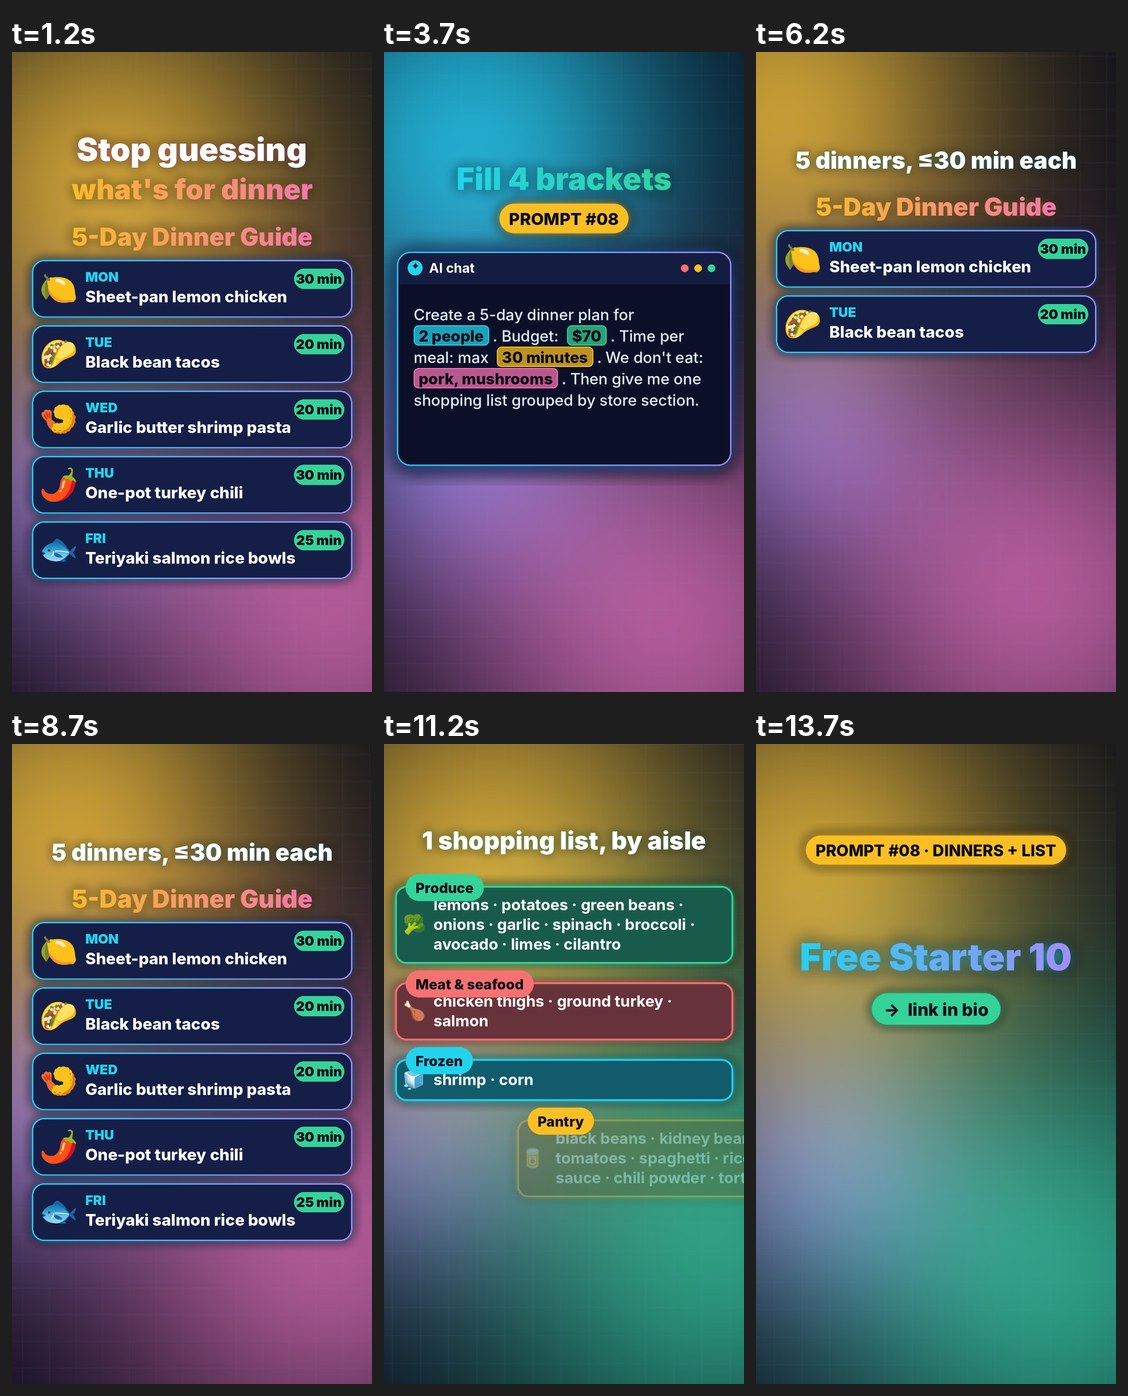 t=1.2s
Stop guessing
what's for dinner
5-Day Dinner Guide
MON
30 min
Sheet-pan lemon chicken
TUE
20 min
Black bean tacos
WED
20 min
Garlic butter shrimp pasta
THU
30 min
One-pot turkey chili
FRI
25 min
Teriyaki salmon rice bowls
t=3.7s
Fill 4 brackets
PROMPT #08
AI chat
Create a 5-day dinner plan for
2 people . Budget: $70 . Time per
meal: max 30 minutes . We don't eat:
pork, mushrooms . Then give me one
shopping list grouped by store section.
t=6.2s
5 dinners, ≤30 min each
5-Day Dinner Guide
MON
30 min
Sheet-pan lemon chicken
TUE
20 min
Black bean tacos
t=8.7s
5 dinners, ≤30 min each
5-Day Dinner Guide
MON
30 min
Sheet-pan lemon chicken
TUE
20 min
Black bean tacos
WED
20 min
Garlic butter shrimp pasta
THU
30 min
One-pot turkey chili
FRI
25 min
Teriyaki salmon rice bowls
t=11.2s
1 shopping list, by aisle
Produce
lemons · potatoes · green beans ·
onions · garlic · spinach · broccoli ·
avocado · limes · cilantro
Meat & seafood
chicken thighs · ground turkey ·
salmon
Frozen
shrimp · corn
Pantry
black beans · kidney
tomatoes · spaghetti ·
sauce · chili powder ·
t=13.7s
PROMPT #08 · DINNERS + LIST
Free Starter 10
→ link in bio